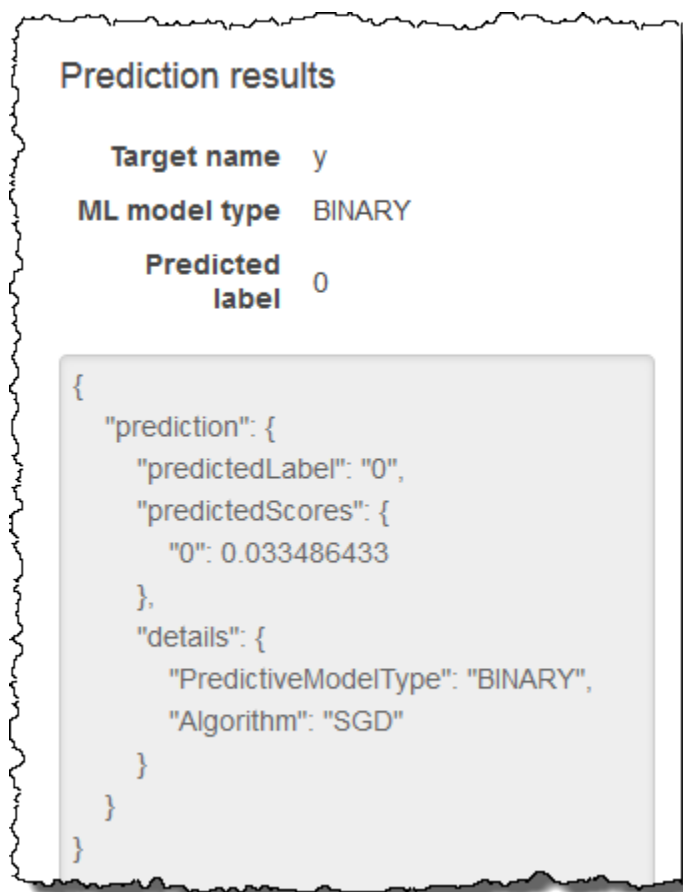 Prediction results
Target name y
ML model type BINARY
Predicted
label 0
{
"prediction": {
"predictedLabel": "0",
"predictedScores": {
"0": 0.033486433
},
"details": {
"PredictiveModelType": "BINARY",
"Algorithm": "SGD"
}
}
}